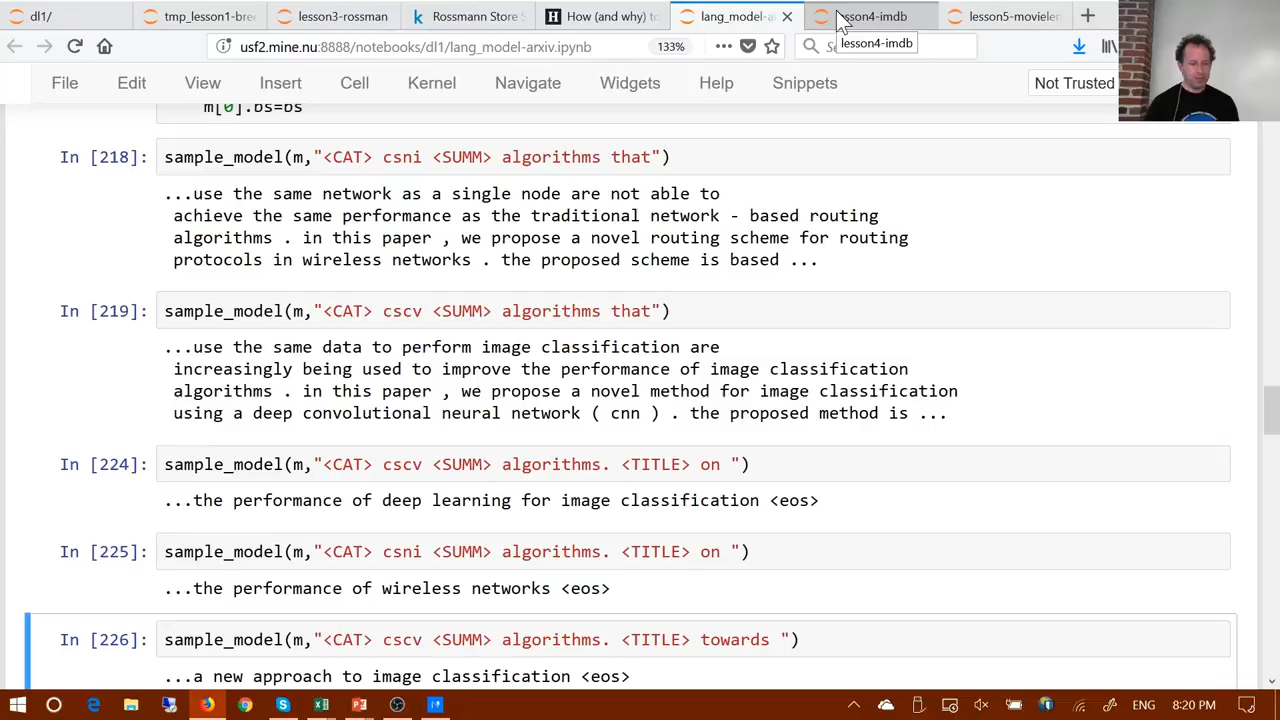 dl1/
tmp_lesson1-bre
lesson3-rossman
Rossmann Store S
How (and why) to
lang_model-a
lesson4-imdb
lesson5-movielen
usf2.mine.nu:8888/notebooks/dl1/lang_model-arxiv.ipynb
133%
lesson4-imdb
File Edit View Insert Cell Kernel Navigate Widgets Help Snippets Not Trusted
m[0].bs=bs
In [218]: sample_model(m,"<CAT> csni <SUMM> algorithms that")
...use the same network as a single node are not able to
achieve the same performance as the traditional network - based routing
algorithms . in this paper , we propose a novel routing scheme for routing
protocols in wireless networks . the proposed scheme is based ...
In [219]: sample_model(m,"<CAT> cscv <SUMM> algorithms that")
...use the same data to perform image classification are
increasingly being used to improve the performance of image classification
algorithms . in this paper , we propose a novel method for image classification
using a deep convolutional neural network ( cnn ) . the proposed method is ...
In [224]: sample_model(m,"<CAT> cscv <SUMM> algorithms. <TITLE> on ")
...the performance of deep learning for image classification <eos>
In [225]: sample_model(m,"<CAT> csni <SUMM> algorithms. <TITLE> on ")
...the performance of wireless networks <eos>
In [226]: sample_model(m,"<CAT> cscv <SUMM> algorithms. <TITLE> towards ")
...a new approach to image classification <eos>
ENG 8:20 PM